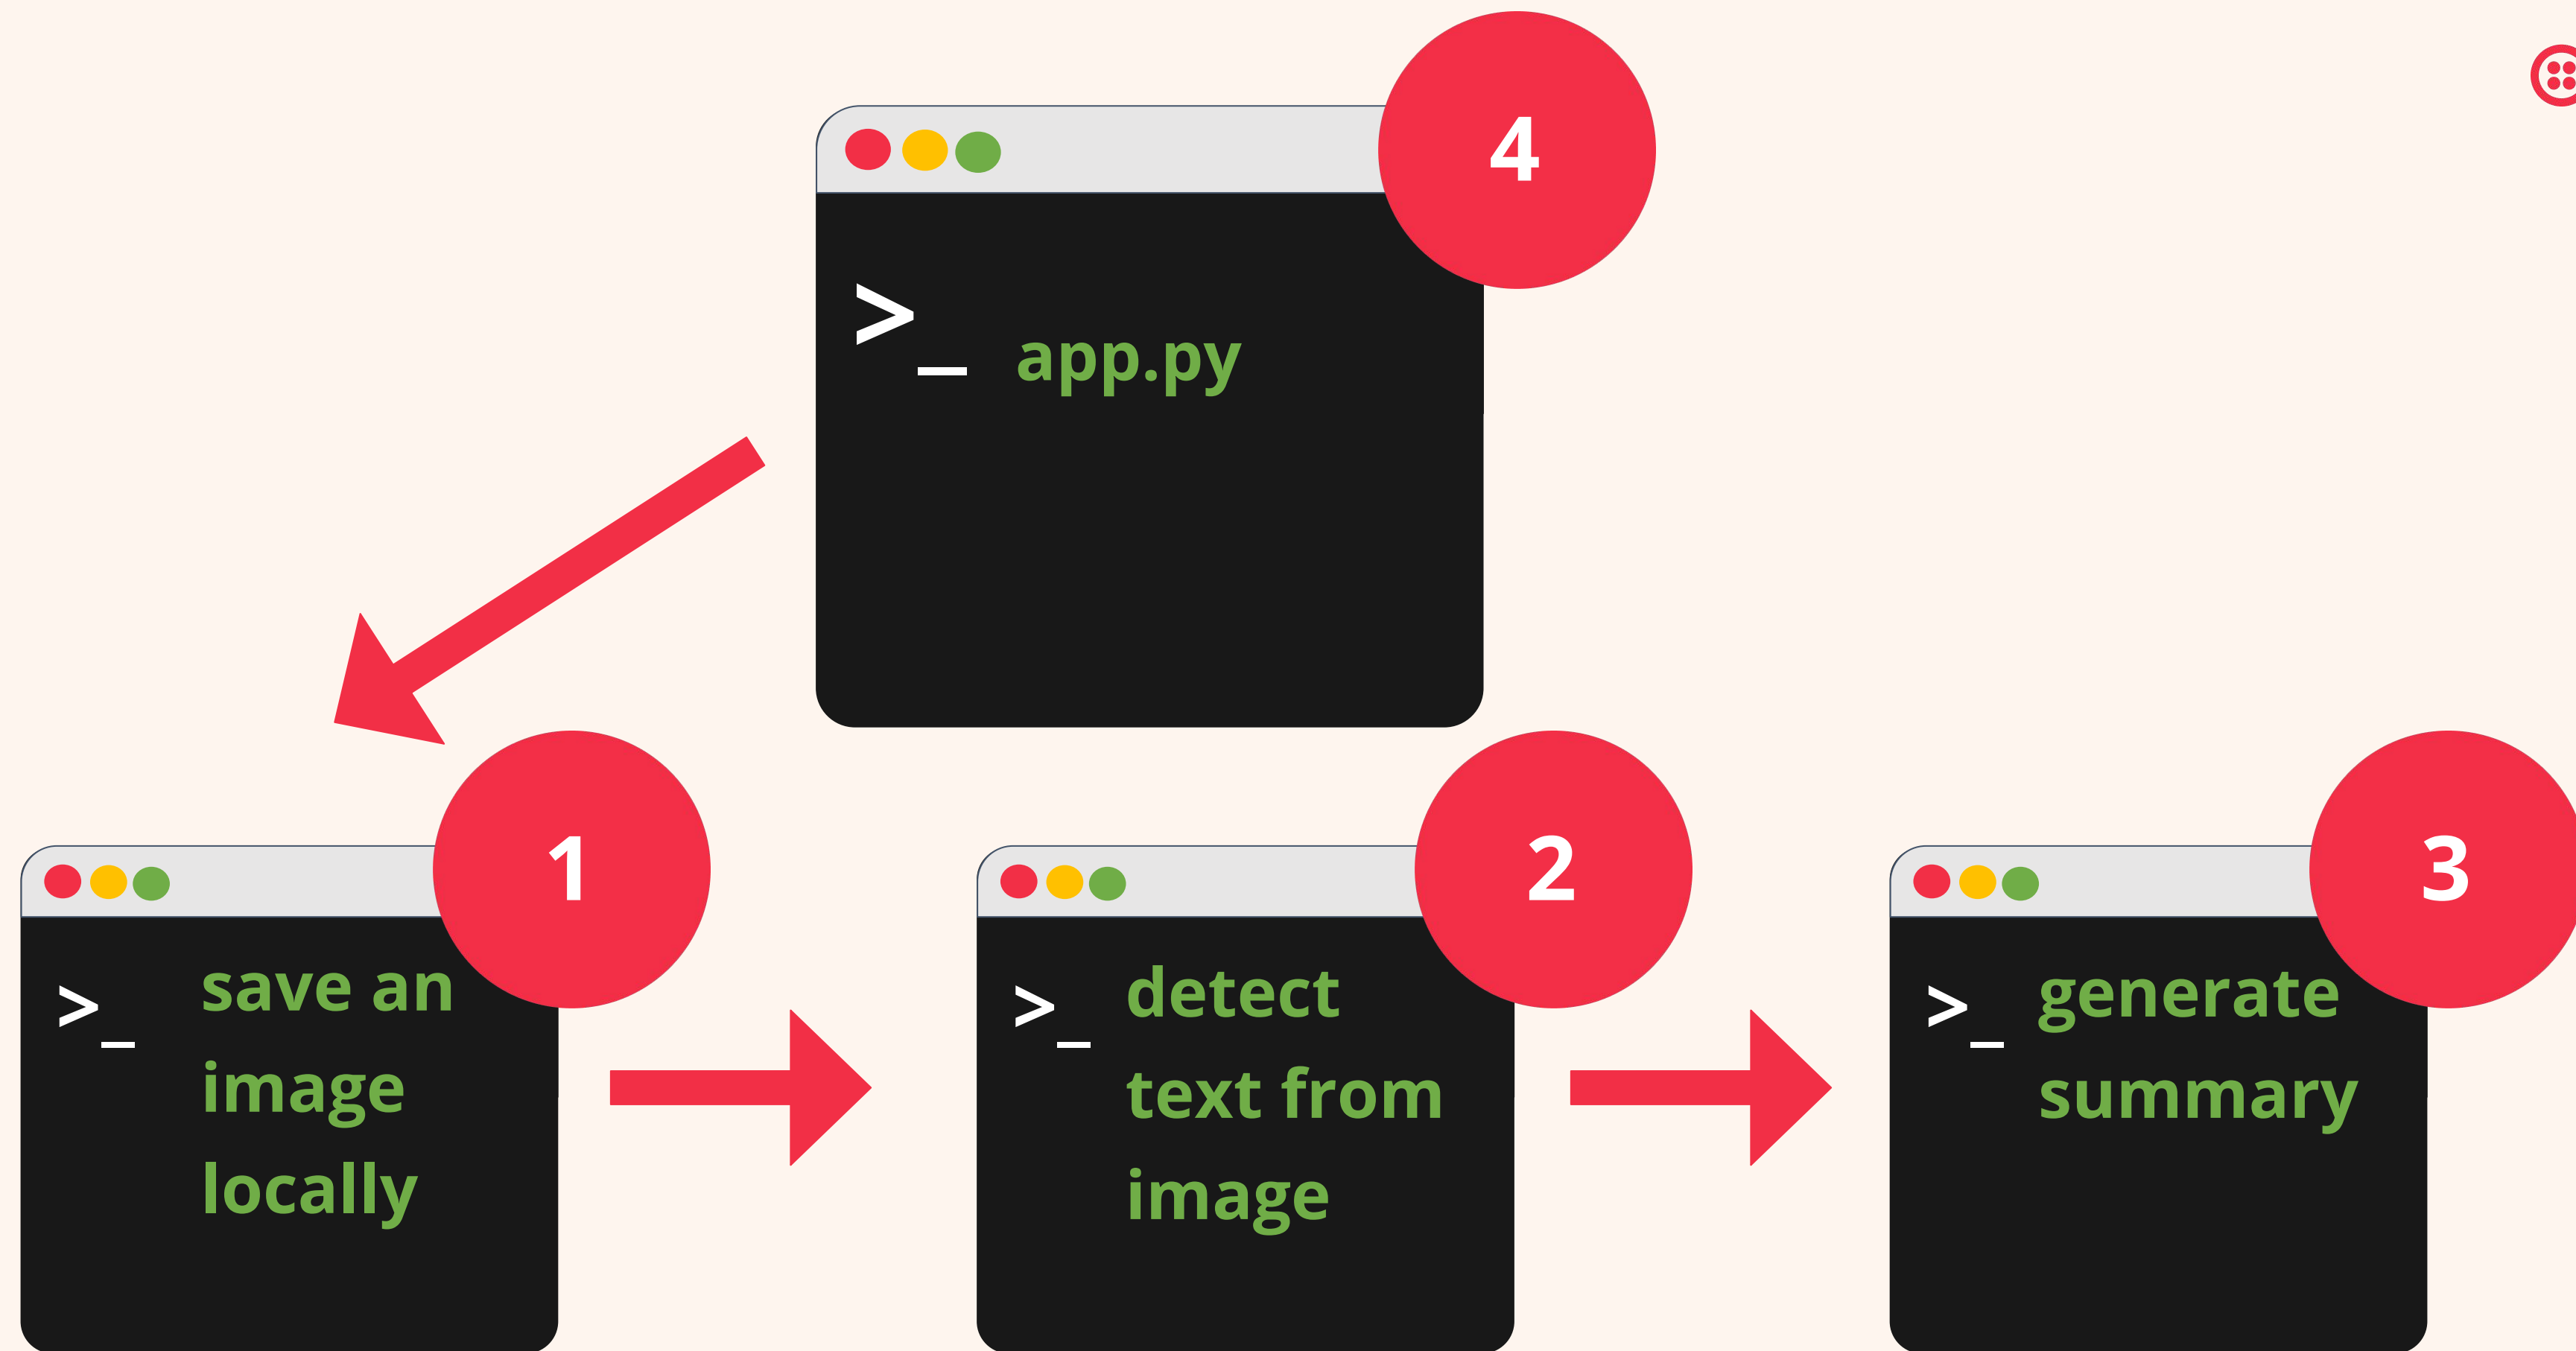 4
>_ app.py
1
2
3
>_ save an
image
locally
>_ detect
text from
image
>_ generate
summary